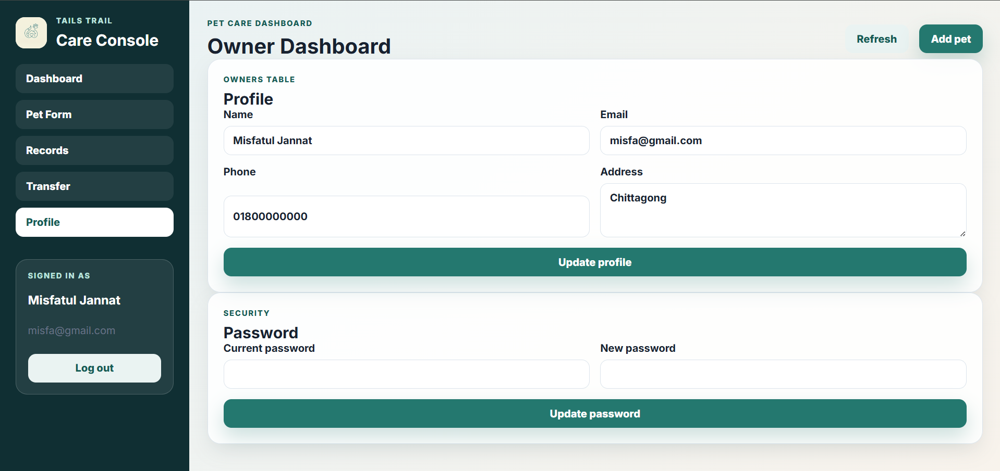 TAILS TRAIL
Care Console
Dashboard
Pet Form
Records
Transfer
Profile
SIGNED IN AS
Misfatul Jannat
misfa@gmail.com
Log out
PET CARE DASHBOARD
Owner Dashboard
Refresh
Add pet
OWNERS TABLE
Profile
Name
Email
Misfatul Jannat
misfa@gmail.com
Phone
Address
01800000000
Chittagong
Update profile
SECURITY
Password
Current password
New password
Update password